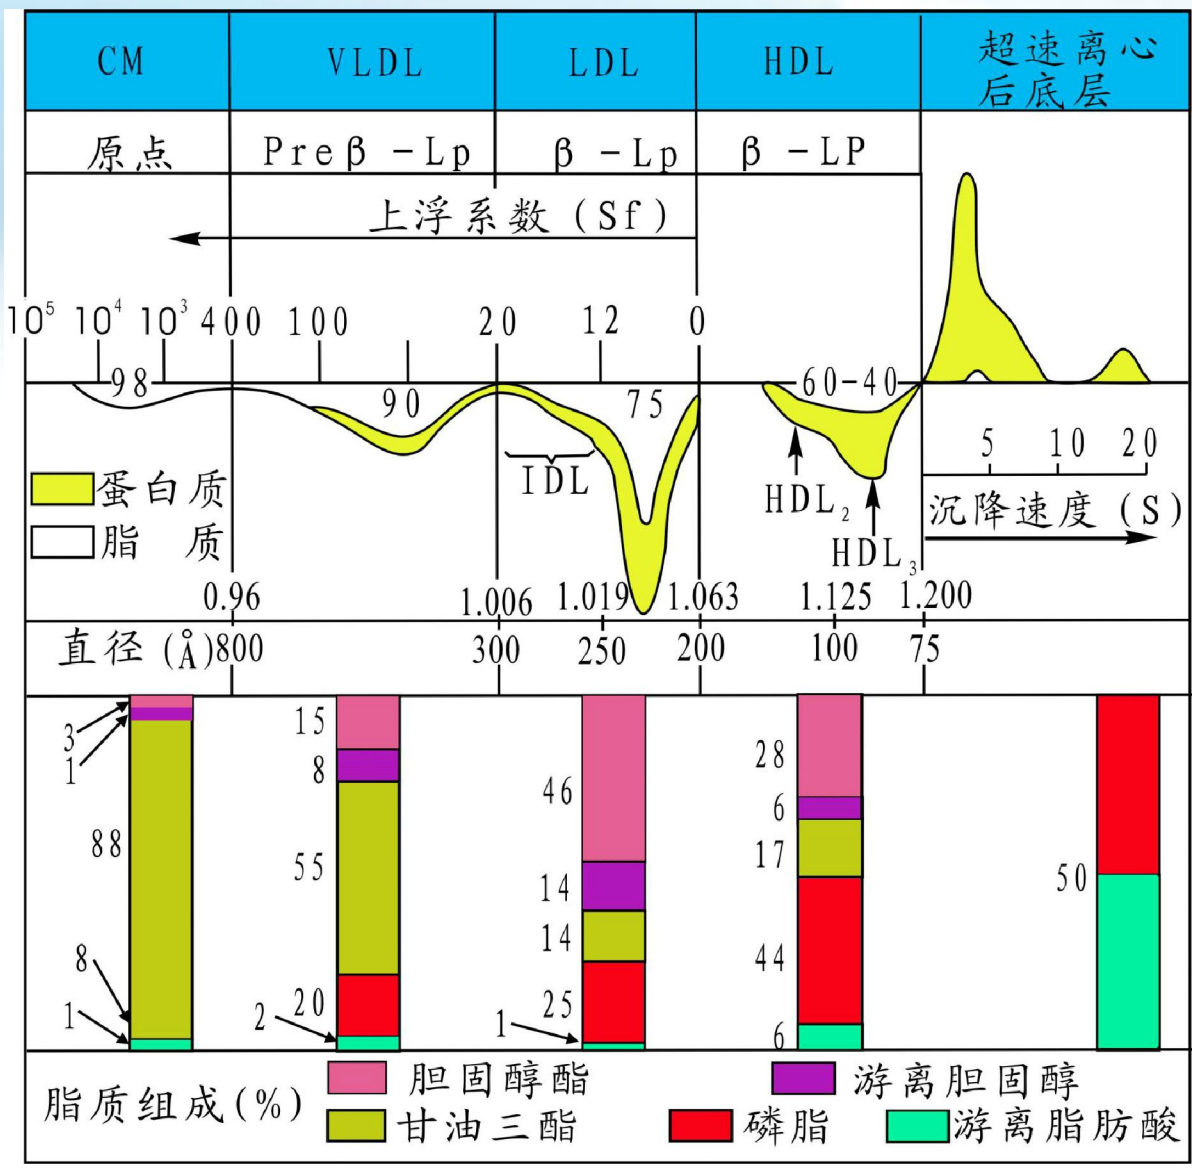 CM VLDL LDL HDL 超速离心
后底层
原点 Preβ-Lp β-Lp β-LP
上浮系数(Sf)
10⁵ 10⁴ 10³ 400 100 20 12 0
98 90 75 60-40
5 10 20
IDL
蛋白质
HDL₂
沉降速度(S)
脂 质
HDL₃
0.96 1.006 1.019 1.063 1.125 1.200
直径(Å) 800 300 250 200 100 75
3
1
88
8
1
15
8
55
20
2
46
14
14
25
1
28
6
17
44
6
50
脂质组成(%)
胆固醇酯 游离胆固醇
甘油三酯 磷脂 游离脂肪酸